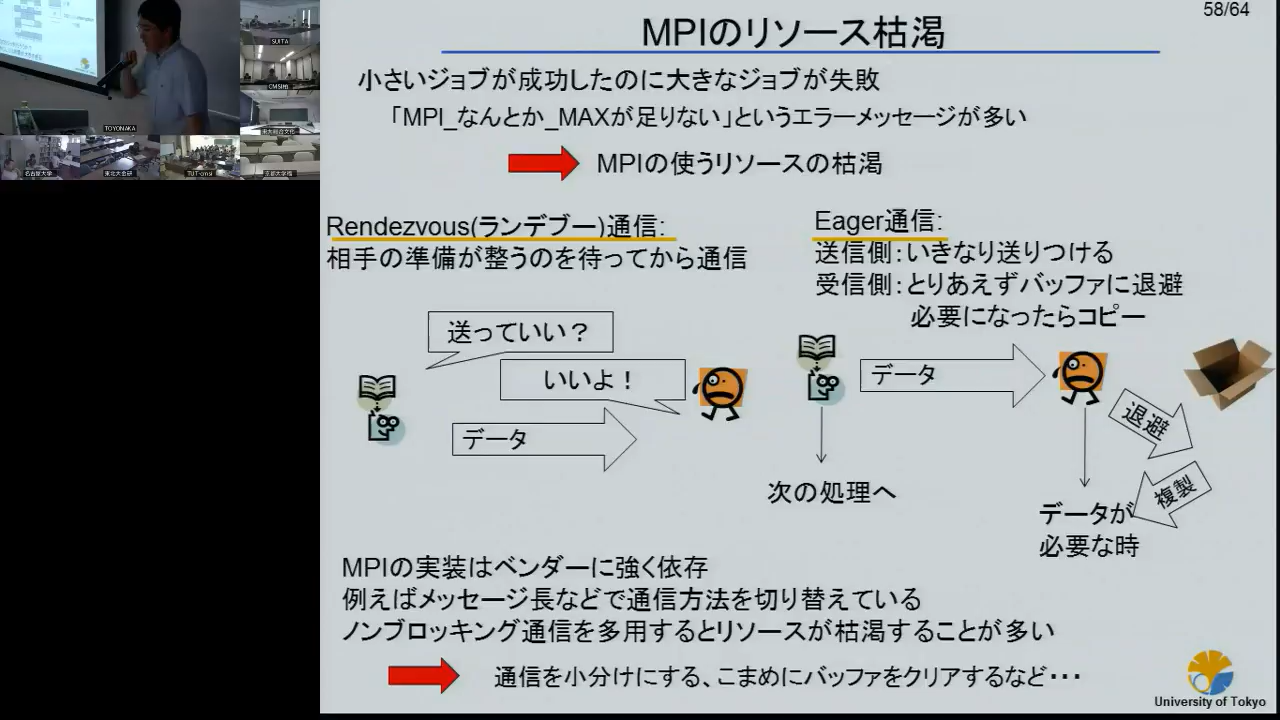 58/64
MPIのリソース枯渇
小さいジョブが成功したのに大きなジョブが失敗
「MPI_なんとか_MAXが足りない」というエラーメッセージが多い
MPIの使うリソースの枯渇
Rendezvous(ランデブー)通信:
相手の準備が整うのを待ってから通信
送っていい？
いいよ！
データ
Eager通信:
送信側：いきなり送りつける
受信側：とりあえずバッファに退避
必要になったらコピー
データ
退避
複製
次の処理へ
データが
必要な時
MPIの実装はベンダーに強く依存
例えばメッセージ長などで通信方法を切り替えている
ノンブロッキング通信を多用するとリソースが枯渇することが多い
通信を小分けにする、こまめにバッファをクリアするなど・・・
University of Tokyo
SUITA
TOYONAKA
名古屋大学
TUT-cmsi